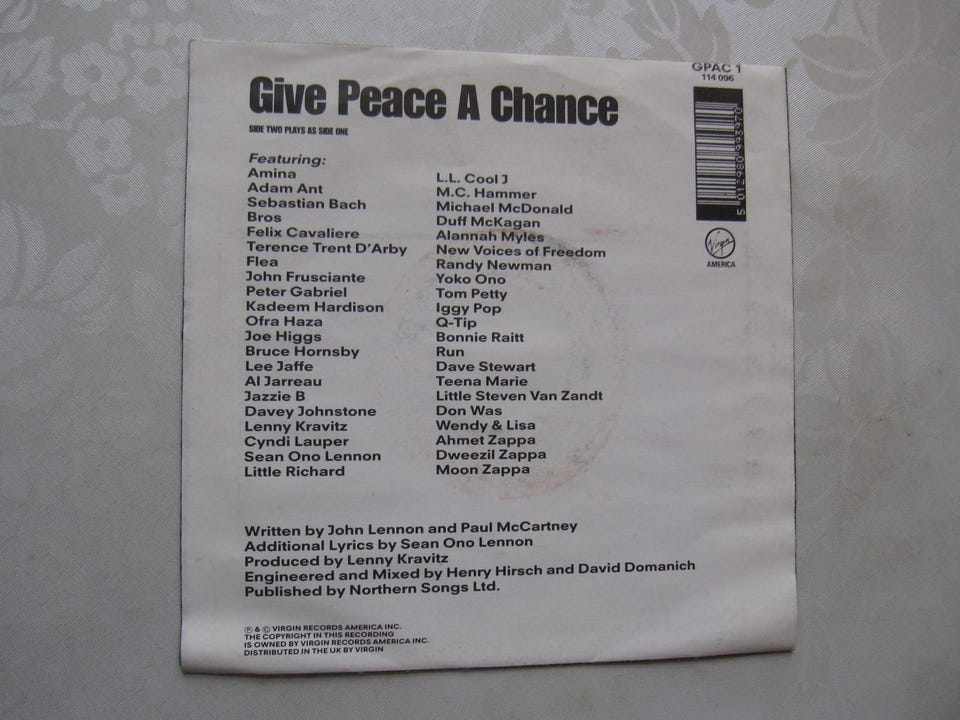 GPAC 1
114 096
Give Peace A Chance
SIDE TWO PLAYS AS SIDE ONE
5 012980 993970
Virgin
AMERICA
Featuring:
Amina
Adam Ant
Sebastian Bach
Bros
Felix Cavaliere
Terence Trent D'Arby
Flea
John Frusciante
Peter Gabriel
Kadeem Hardison
Ofra Haza
Joe Higgs
Bruce Hornsby
Lee Jaffe
Al Jarreau
Jazzie B
Davey Johnstone
Lenny Kravitz
Cyndi Lauper
Sean Ono Lennon
Little Richard
L.L. Cool J
M.C. Hammer
Michael McDonald
Duff McKagan
Alannah Myles
New Voices of Freedom
Randy Newman
Yoko Ono
Tom Petty
Iggy Pop
Q-Tip
Bonnie Raitt
Run
Dave Stewart
Teena Marie
Little Steven Van Zandt
Don Was
Wendy & Lisa
Ahmet Zappa
Dweezil Zappa
Moon Zappa
Written by John Lennon and Paul McCartney
Additional Lyrics by Sean Ono Lennon
Produced by Lenny Kravitz
Engineered and Mixed by Henry Hirsch and David Domanich
Published by Northern Songs Ltd.
℗ & © VIRGIN RECORDS AMERICA INC.
THE COPYRIGHT IN THIS RECORDING
IS OWNED BY VIRGIN RECORDS AMERICA INC.
DISTRIBUTED IN THE UK BY VIRGIN